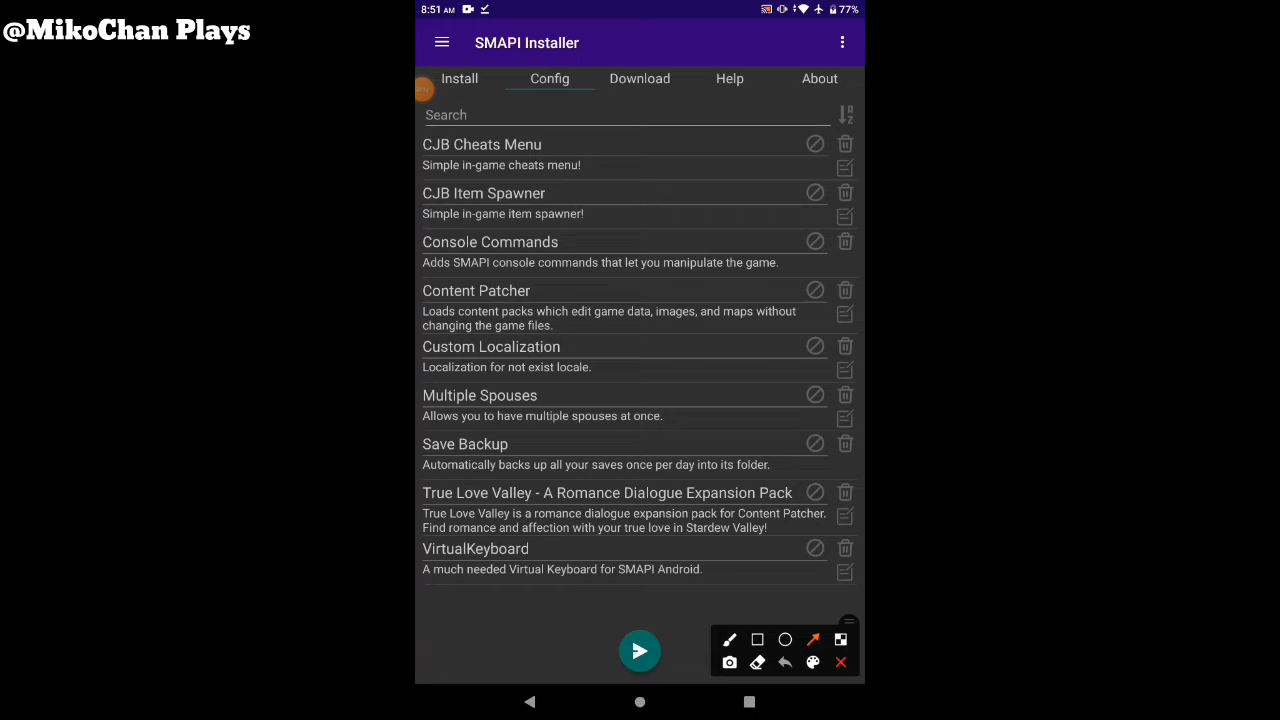 @MikoChan Plays
8:51 AM
77%
SMAPI Installer
Install Config Download Help About
Search
CJB Cheats Menu
Simple in-game cheats menu!
CJB Item Spawner
Simple in-game item spawner!
Console Commands
Adds SMAPI console commands that let you manipulate the game.
Content Patcher
Loads content packs which edit game data, images, and maps without
changing the game files.
Custom Localization
Localization for not exist locale.
Multiple Spouses
Allows you to have multiple spouses at once.
Save Backup
Automatically backs up all your saves once per day into its folder.
True Love Valley - A Romance Dialogue Expansion Pack
True Love Valley is a romance dialogue expansion pack for Content Patcher.
Find romance and affection with your true love in Stardew Valley!
VirtualKeyboard
A much needed Virtual Keyboard for SMAPI Android.